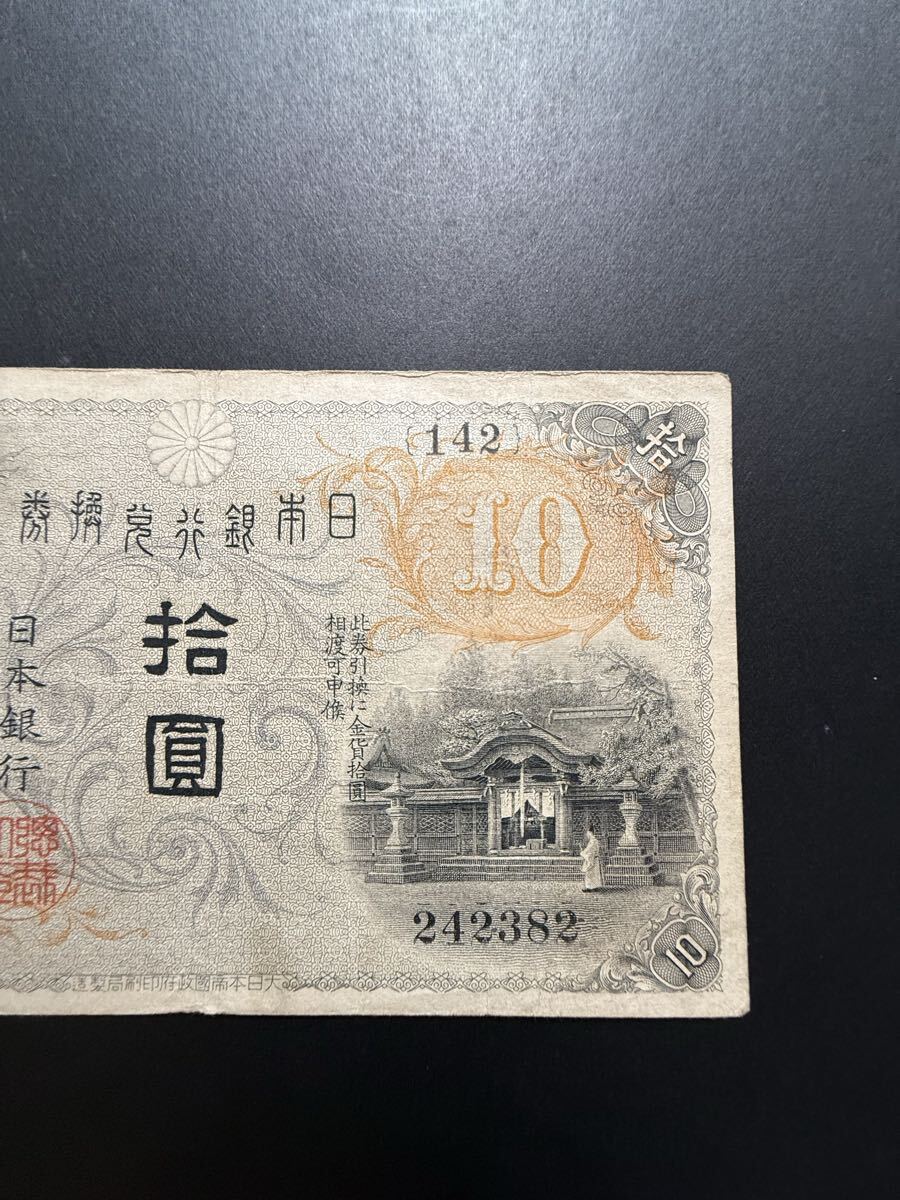 {142}
拾
10
日本銀行兌換券
拾圓
此券引換に金貨拾圓
相渡可申候
日本銀行
242382
10
大日本帝國政府印刷局製造